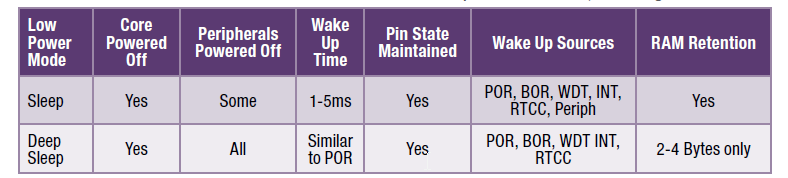 Low Power Mode Core Powered Off Peripherals Powered Off Wake Up Time Pin State Maintained Wake Up Sources RAM Retention
Sleep Yes Some 1-5ms Yes POR, BOR, WDT, INT, RTCC, Periph Yes
Deep Sleep Yes All Similar to POR Yes POR, BOR, WDT INT, RTCC 2-4 Bytes only